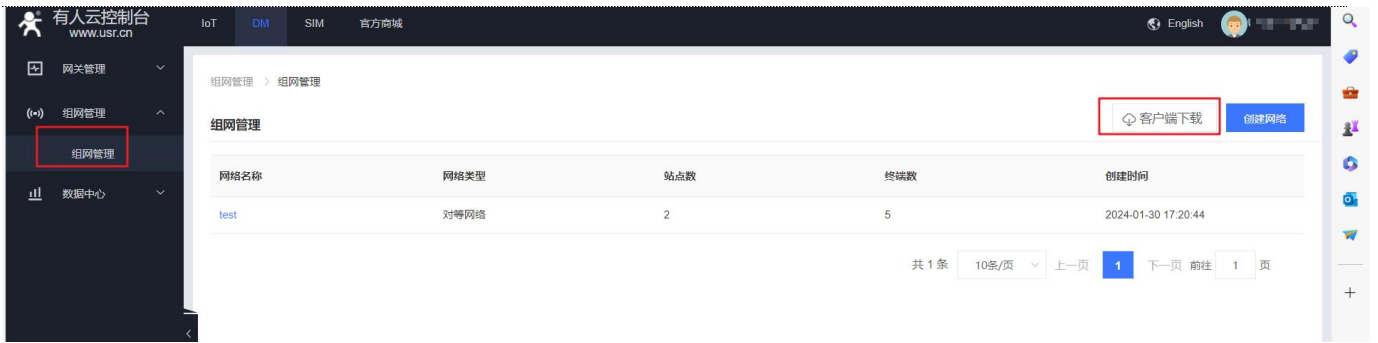 有人云控制台 IoT DM SIM 官方商城 English
www.usr.cn
网关管理
组网管理
组网管理
数据中心
组网管理 > 组网管理
组网管理 客户端下载 创建网络
网络名称 网络类型 站点数 终端数 创建时间
test 对等网络 2 5 2024-01-30 17:20:44
共 1 条 10条/页 上一页 1 下一页 前往 1 页